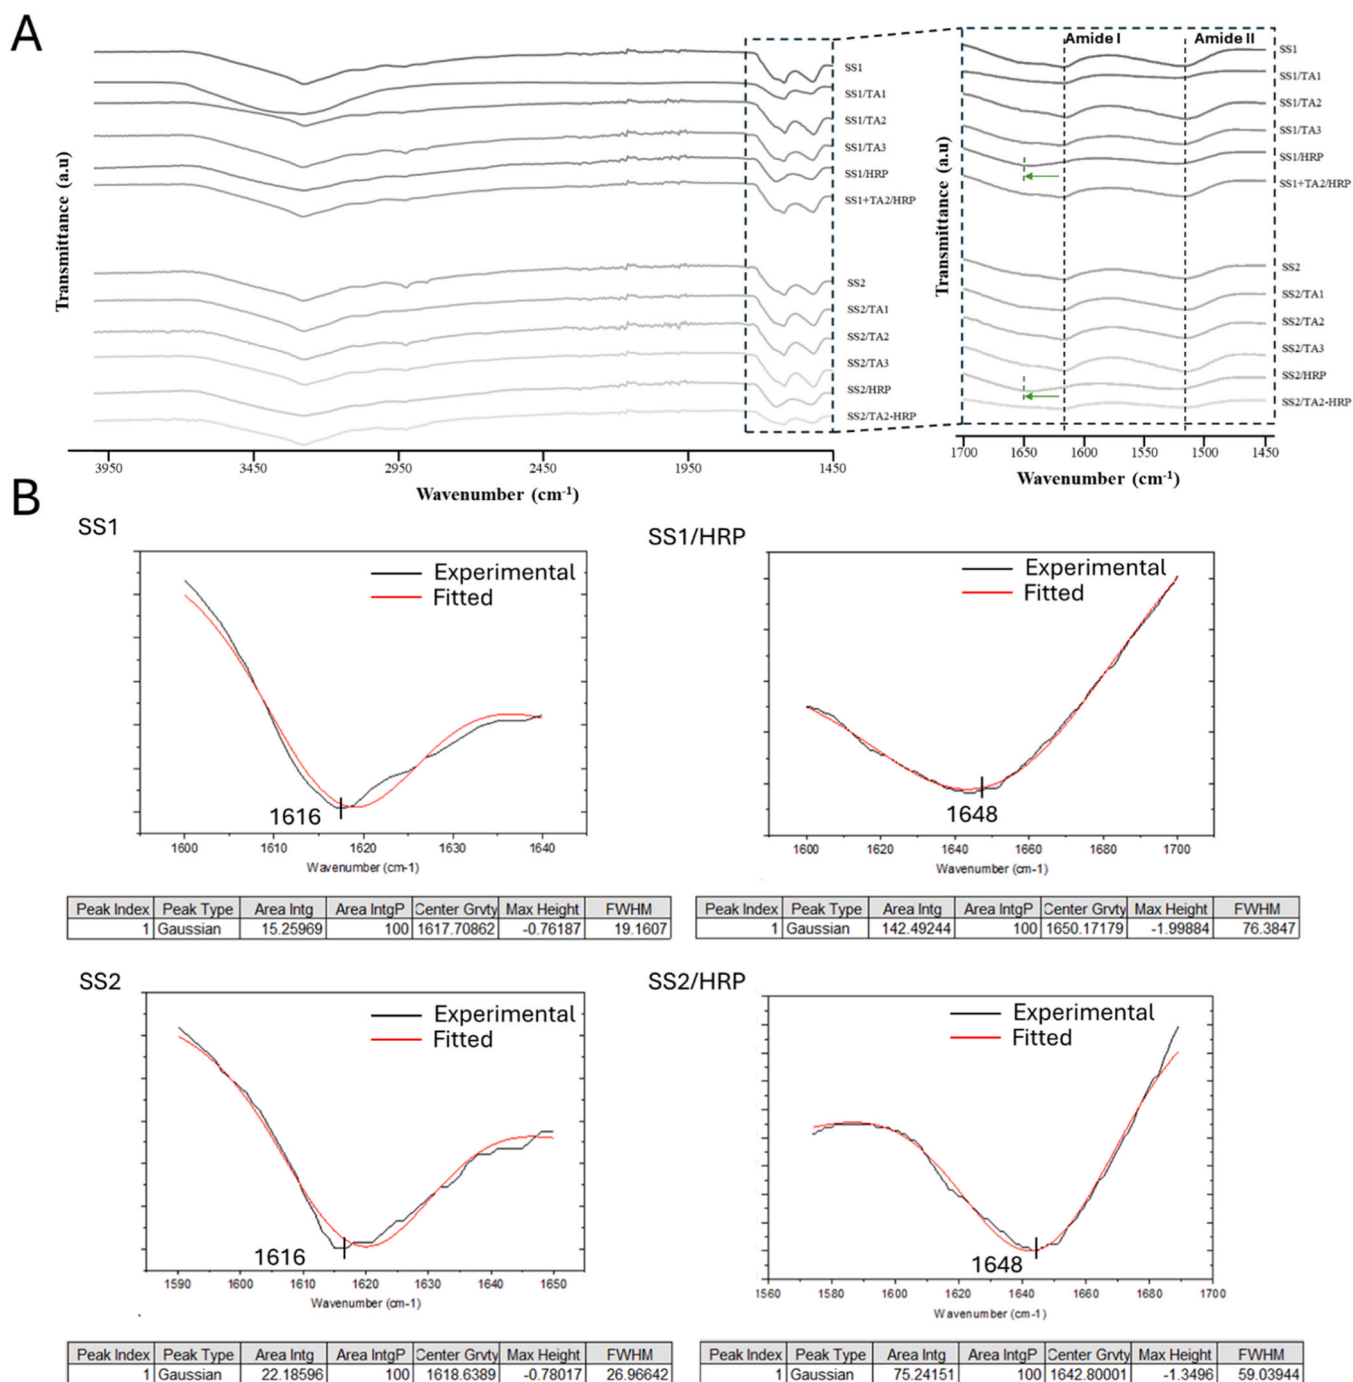 A
Transmittance (a.u)
SS1
SS1/TA1
SS1/TA2
SS1/TA3
SS1/HRP
SS1+TA2/HRP
SS2
SS2/TA1
SS2/TA2
SS2/TA3
SS2/HRP
SS2/TA2-HRP
3950 3450 2950 2450 1950 1450
Wavenumber (cm-1)
Amide I Amide II
Transmittance (a.u)
SS1
SS1/TA1
SS1/TA2
SS1/TA3
SS1/HRP
SS1+TA2/HRP
SS2
SS2/TA1
SS2/TA2
SS2/TA3
SS2/HRP
SS2/TA2-HRP
1700 1650 1600 1550 1500 1450
Wavenumber (cm-1)
B
SS1
Experimental
Fitted
1616
1600 1610 1620 1630 1640
Wavenumber (cm-1)
Peak Index Peak Type Area Intg Area IntgP Center Grvty Max Height FWHM
1 Gaussian 15.25969 100 1617.70862 -0.76187 19.1607
SS1/HRP
Experimental
Fitted
1648
1600 1620 1640 1660 1680 1700
Wavenumber (cm-1)
Peak Index Peak Type Area Intg Area IntgP Center Grvty Max Height FWHM
1 Gaussian 142.49244 100 1650.17179 -1.99884 76.3847
SS2
Experimental
Fitted
1616
1590 1600 1610 1620 1630 1640 1650
Wavenumber (cm-1)
Peak Index Peak Type Area Intg Area IntgP Center Grvty Max Height FWHM
1 Gaussian 22.18596 100 1618.6389 -0.78017 26.96642
SS2/HRP
Experimental
Fitted
1648
1560 1580 1600 1620 1640 1660 1680 1700
Wavenumber (cm-1)
Peak Index Peak Type Area Intg Area IntgP Center Grvty Max Height FWHM
1 Gaussian 75.24151 100 1642.80001 -1.3496 59.03944